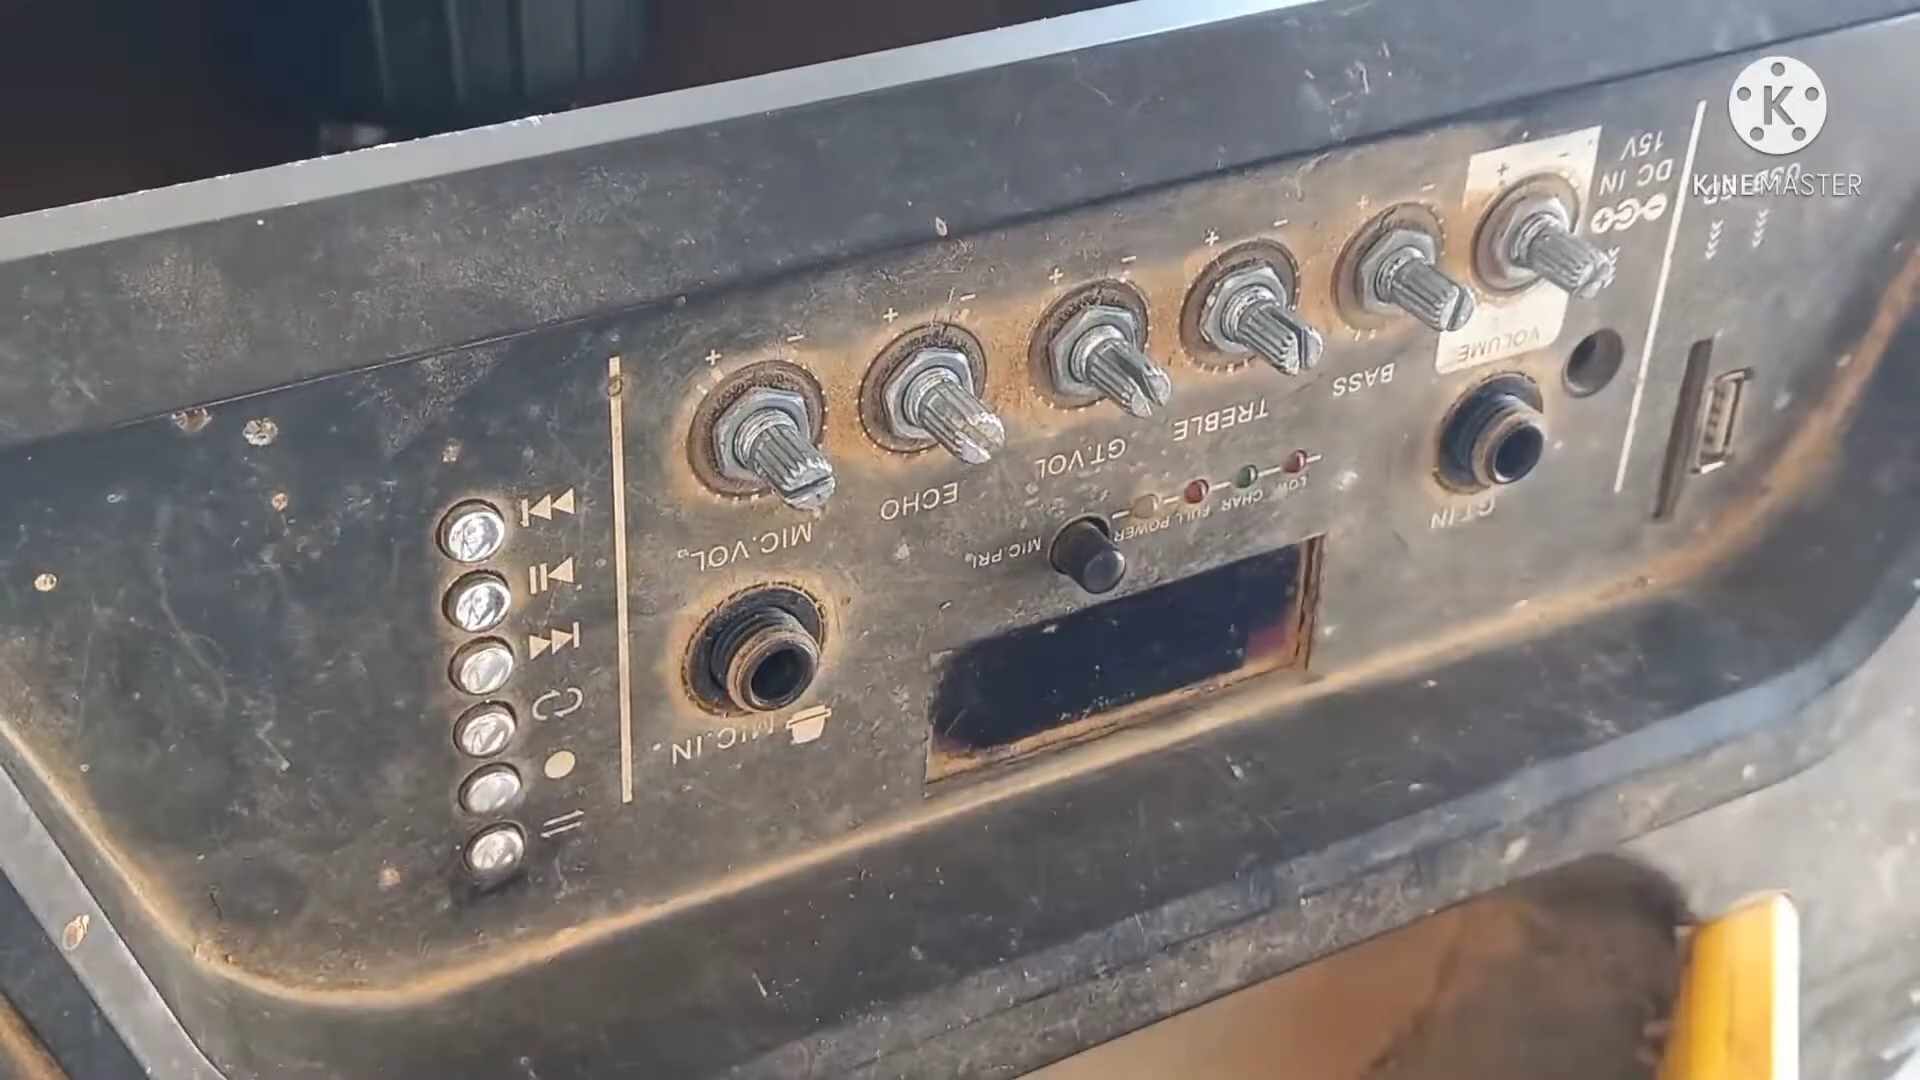 K
KINEMASTER
DC IN
15V
USB
VOLUME
BASS
TREBLE
GT.VOL
ECHO
MIC.VOL
GT.IN
LOW
CHAR
FULL
POWER
MIC.PRI
MIC.IN